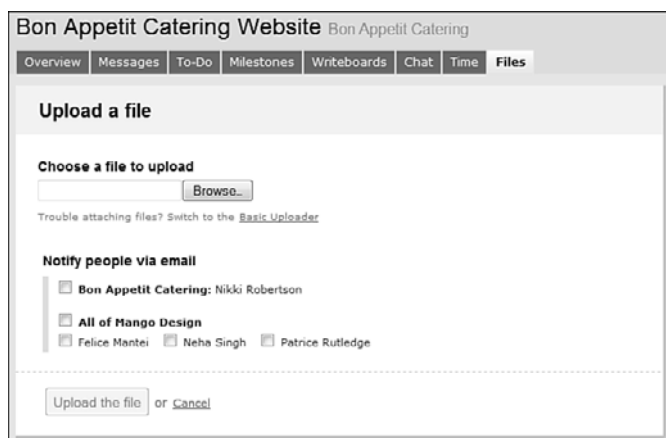 Bon Appetit Catering Website Bon Appetit Catering
Overview Messages To-Do Milestones Writeboards Chat Time Files
Upload a file
Choose a file to upload
Browse..
Trouble attaching files? Switch to the Basic Uploader
Notify people via email
Bon Appetit Catering: Nikki Robertson
All of Mango Design
Felice Mantei Neha Singh Patrice Rutledge
Upload the file or Cancel